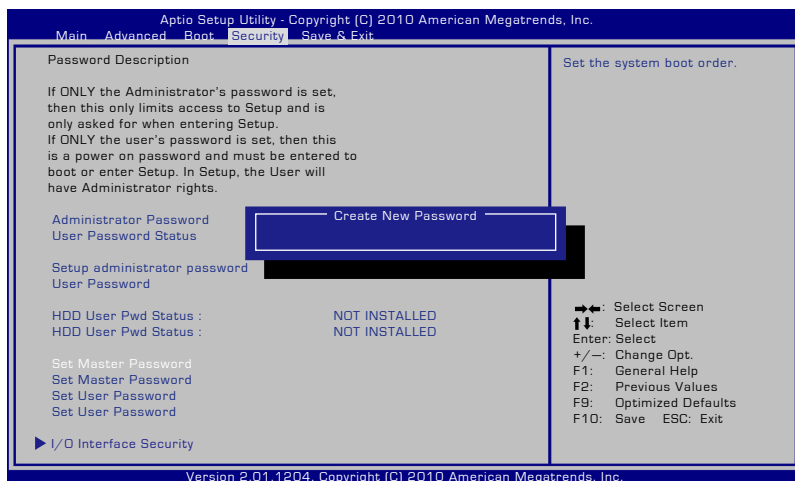 Aptio Setup Utility - Copyright (C) 2010 American Megatrends, Inc.
Main Advanced Boot Security Save & Exit
Password Description
If ONLY the Administrator's password is set,
then this only limits access to Setup and is
only asked for when entering Setup.
If ONLY the user's password is set, then this
is a power on password and must be entered to
boot or enter Setup. In Setup, the User will
have Administrator rights.
Administrator Password
User Password Status
Create New Password
Setup administrator password
User Password
HDD User Pwd Status : NOT INSTALLED
HDD User Pwd Status : NOT INSTALLED
Set Master Password
Set Master Password
Set User Password
Set User Password
I/O Interface Security
Set the system boot order.
→←: Select Screen
↑↓: Select Item
Enter: Select
+/—: Change Opt.
F1: General Help
F2: Previous Values
F9: Optimized Defaults
F10: Save ESC: Exit
Version 2.01.1204. Copyright (C) 2010 American Megatrends, Inc.